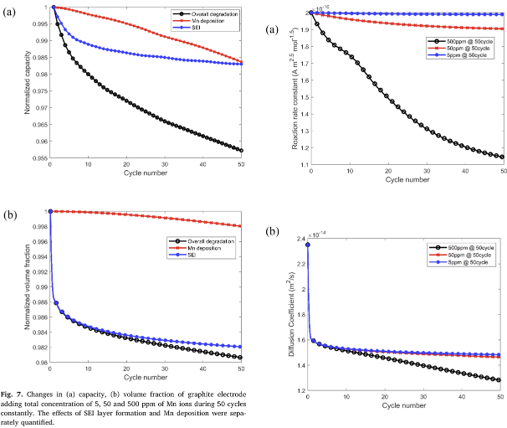 (a)
1
0.995
0.99
0.985
0.98
0.975
0.97
0.965
0.96
0.955
Normalized capacity
Overall degradation
Mn deposition
SEI
0
10
20
30
40
50
Cycle number
(b)
1
0.998
0.996
0.994
0.992
0.99
0.988
0.986
0.984
0.982
0.98
Normalized volume fraction
Overall degradation
Mn deposition
SEI
0
10
20
30
40
50
Cycle number
Fig. 7. Changes in (a) capacity, (b) volume fraction of graphite electrode
adding total concentration of 5, 50 and 500 ppm of Mn ions during 50 cycles
constantly. The effects of SEI layer formation and Mn deposition were sepa-
rately quantified.
(a)
2
1.9
1.8
1.7
1.6
1.5
1.4
1.3
1.2
1.1
Reaction rate constant (A m2.5 mol-1.5)
500ppm @ 50cycle
50ppm @ 50cycle
5ppm @ 50cycle
0
10
20
30
40
50
Cycle number
(b)
×10-14
2.4
2.2
2
1.8
1.6
1.4
1.2
Diffusion Coefficient (m2/s)
500ppm @ 50cycle
50ppm @ 50cycle
5ppm @ 50cycle
0
10
20
30
40
50
Cycle number